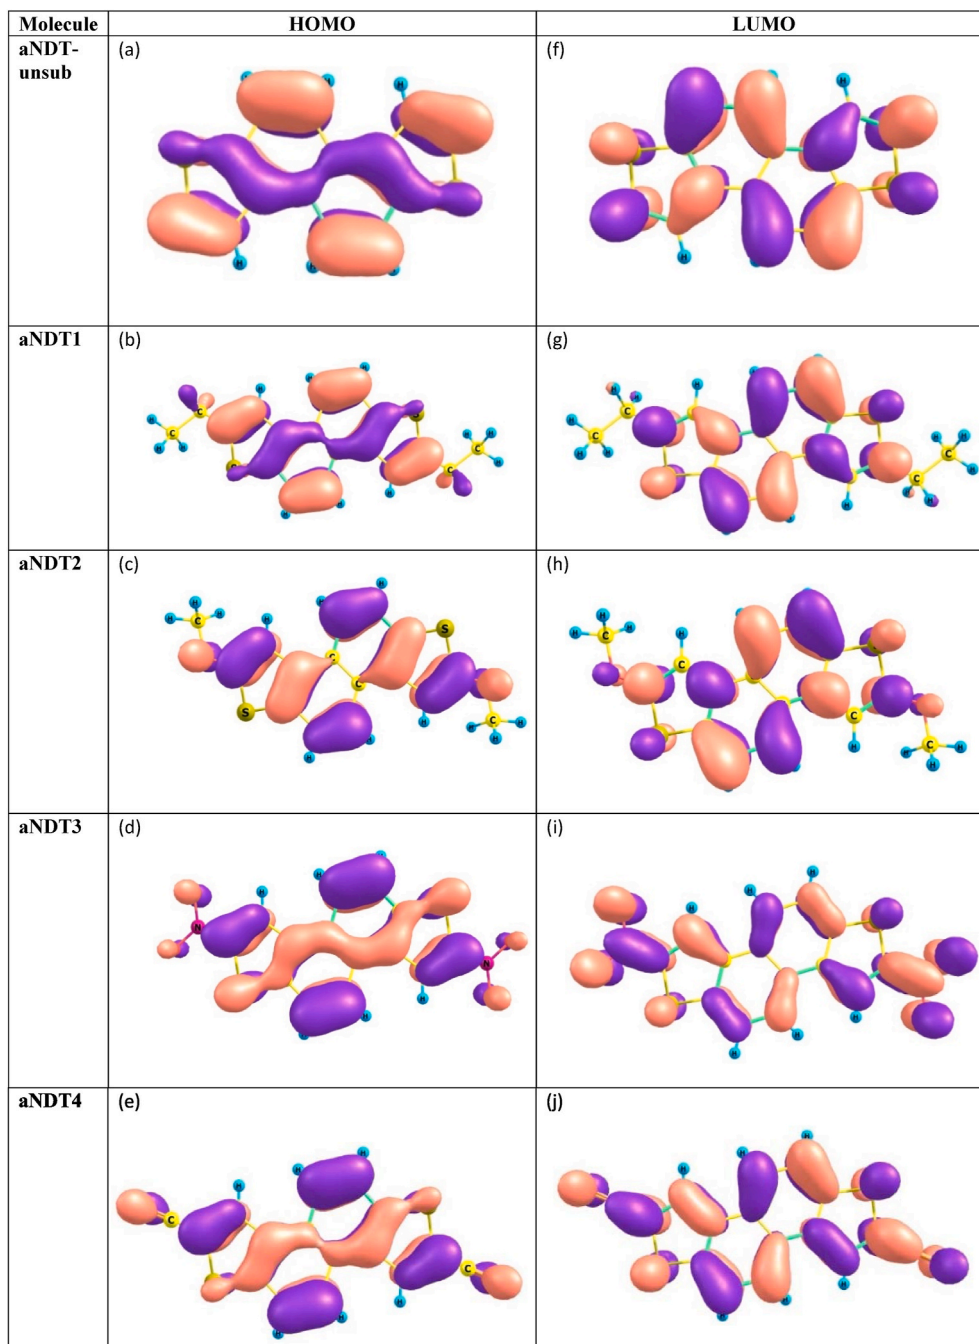 Molecule HOMO LUMO
aNDT-
unsub
(a) (f)
H H H H
H H H H H
aNDT1 (b) (g)
H H H H H
C C C C
H H H H
aNDT2 (c) (h)
H H H H H
C S C C S C
H H H H
aNDT3 (d) (i)
H H H H H
N N
H H H H H H
aNDT4 (e) (j)
H H H H H
C C
H H H H H H